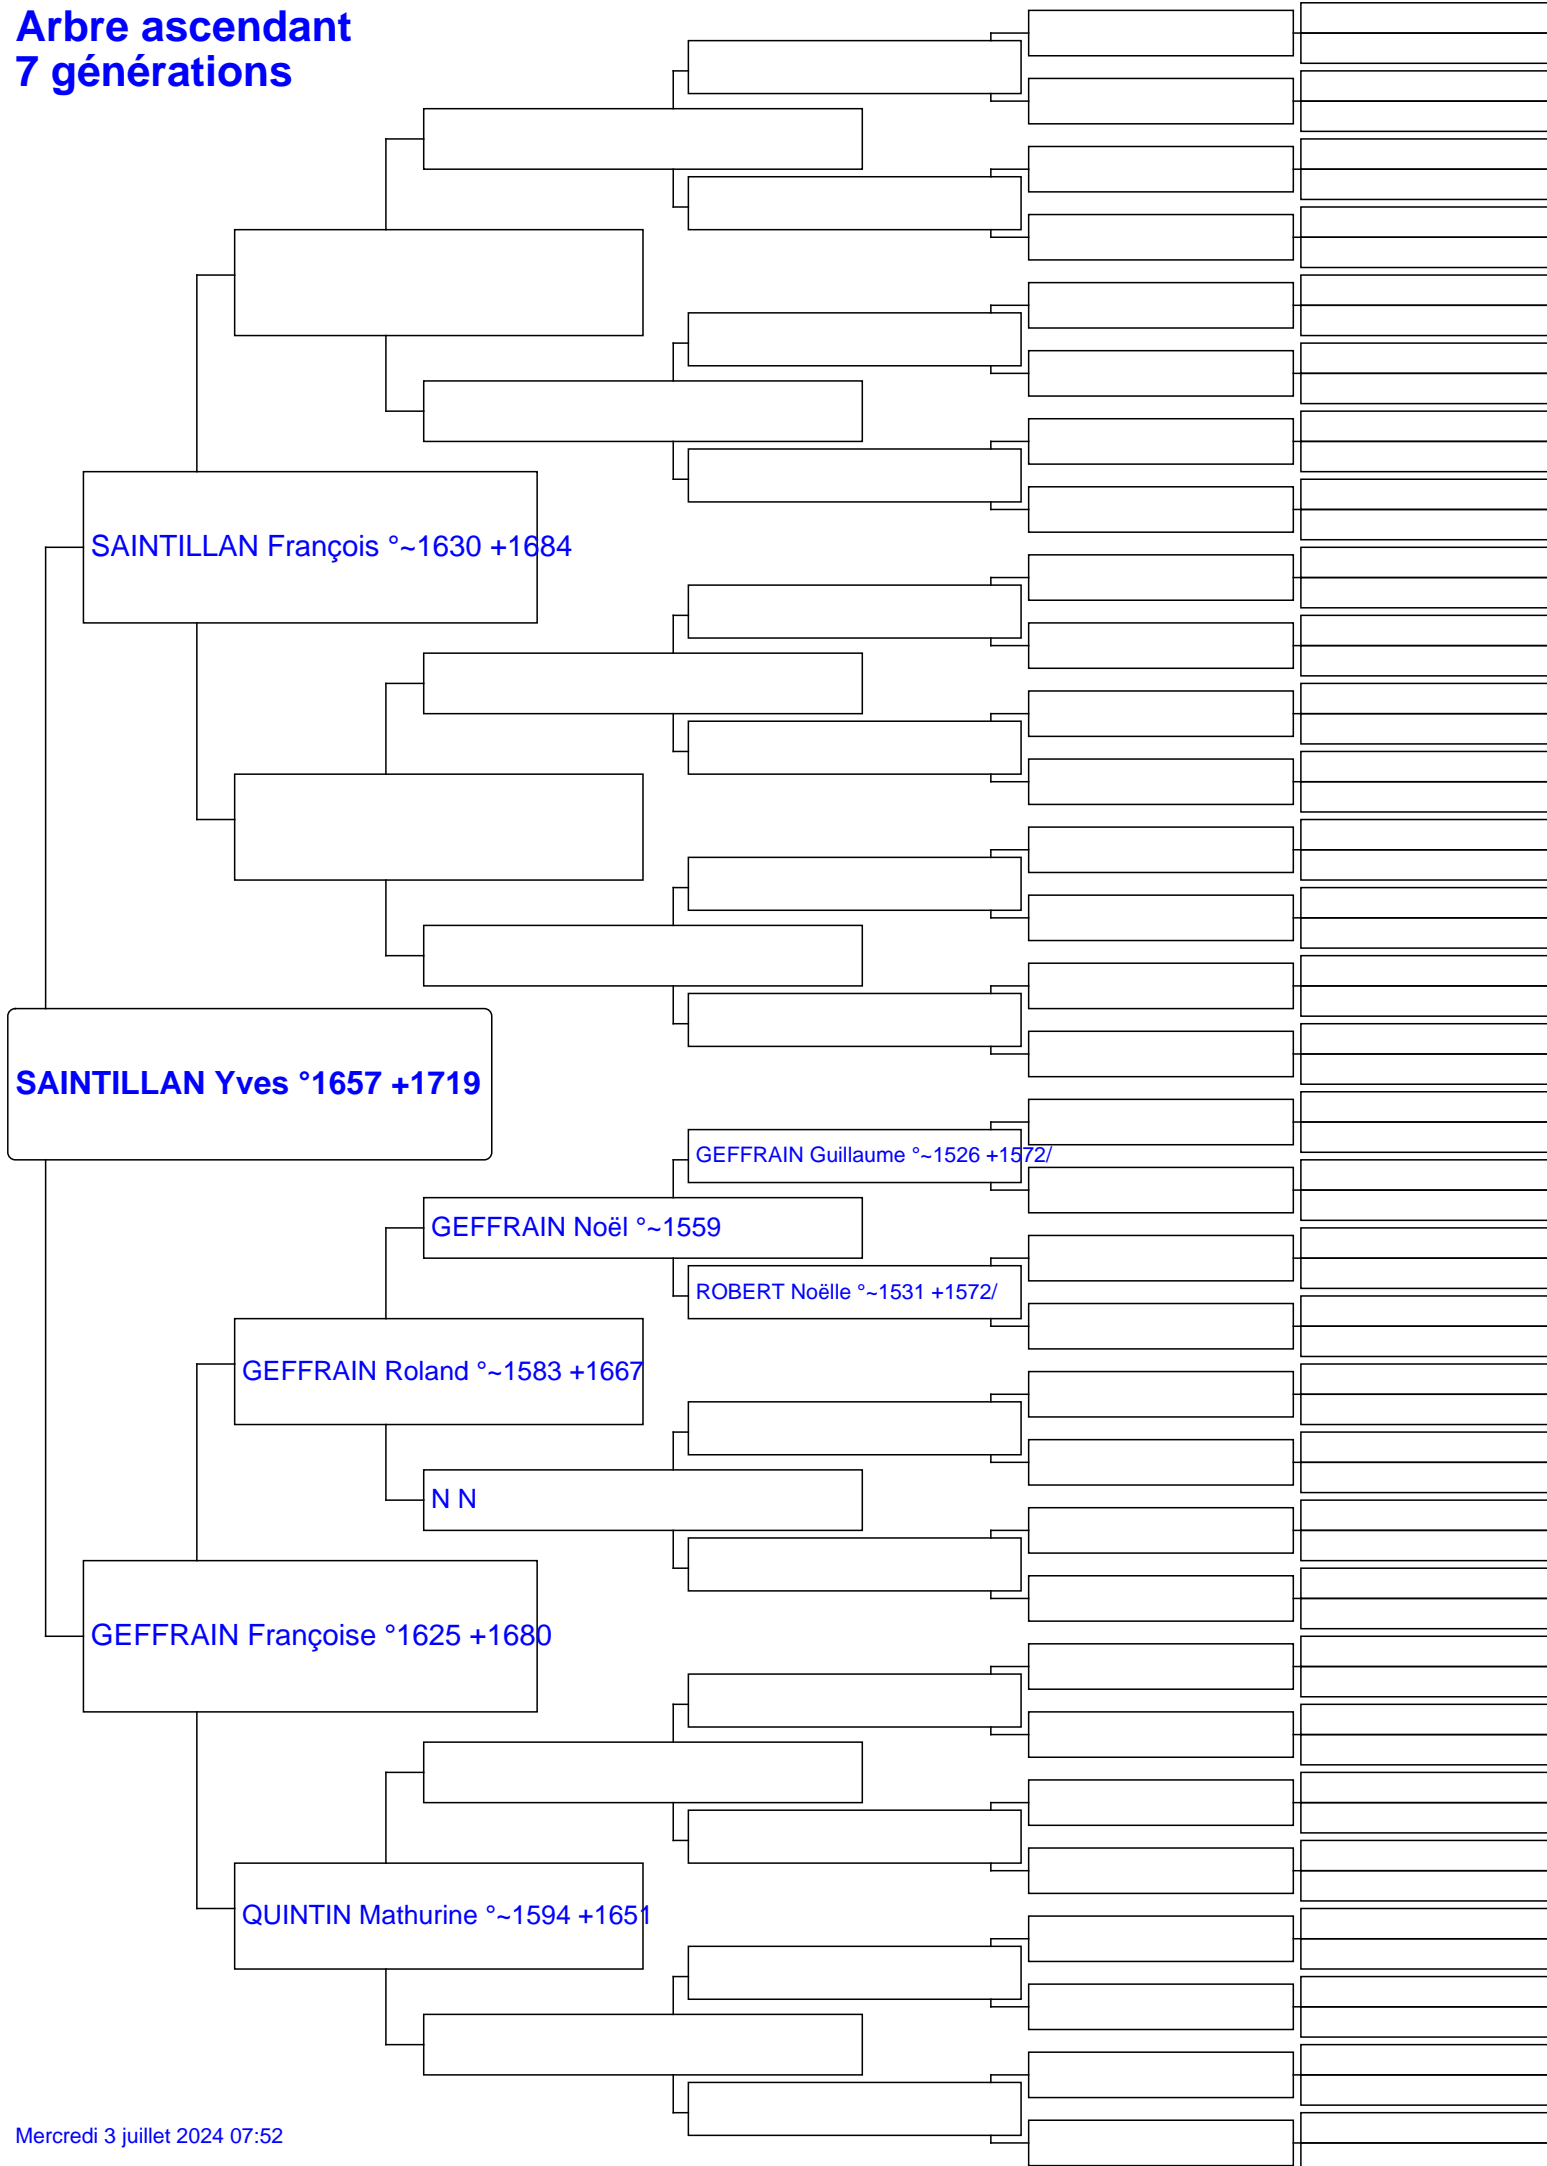 Arbre ascendant
7 générations
SAINTILLAN François °~1630 +1684
SAINTILLAN Yves °1657 +1719
GEFFRAIN Guillaume °~1526 +1572/
GEFFRAIN Noël °~1559
ROBERT Noëlle °~1531 +1572/
GEFFRAIN Roland °~1583 +1667
N N
GEFFRAIN Françoise °1625 +1680
QUINTIN Mathurine °~1594 +1651
Mercredi 3 juillet 2024 07:52